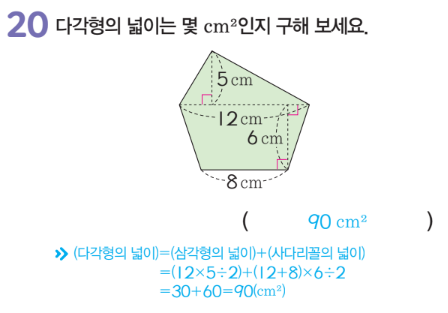 20 다각형의 넓이는 몇 cm²인지 구해 보세요.
5 cm
12 cm
6 cm
8 cm
( 90 cm² )
» (다각형의 넓이)=(삼각형의 넓이)+(사다리꼴의 넓이)
=(12×5÷2)+(12+8)×6÷2
=30+60=90(cm²)